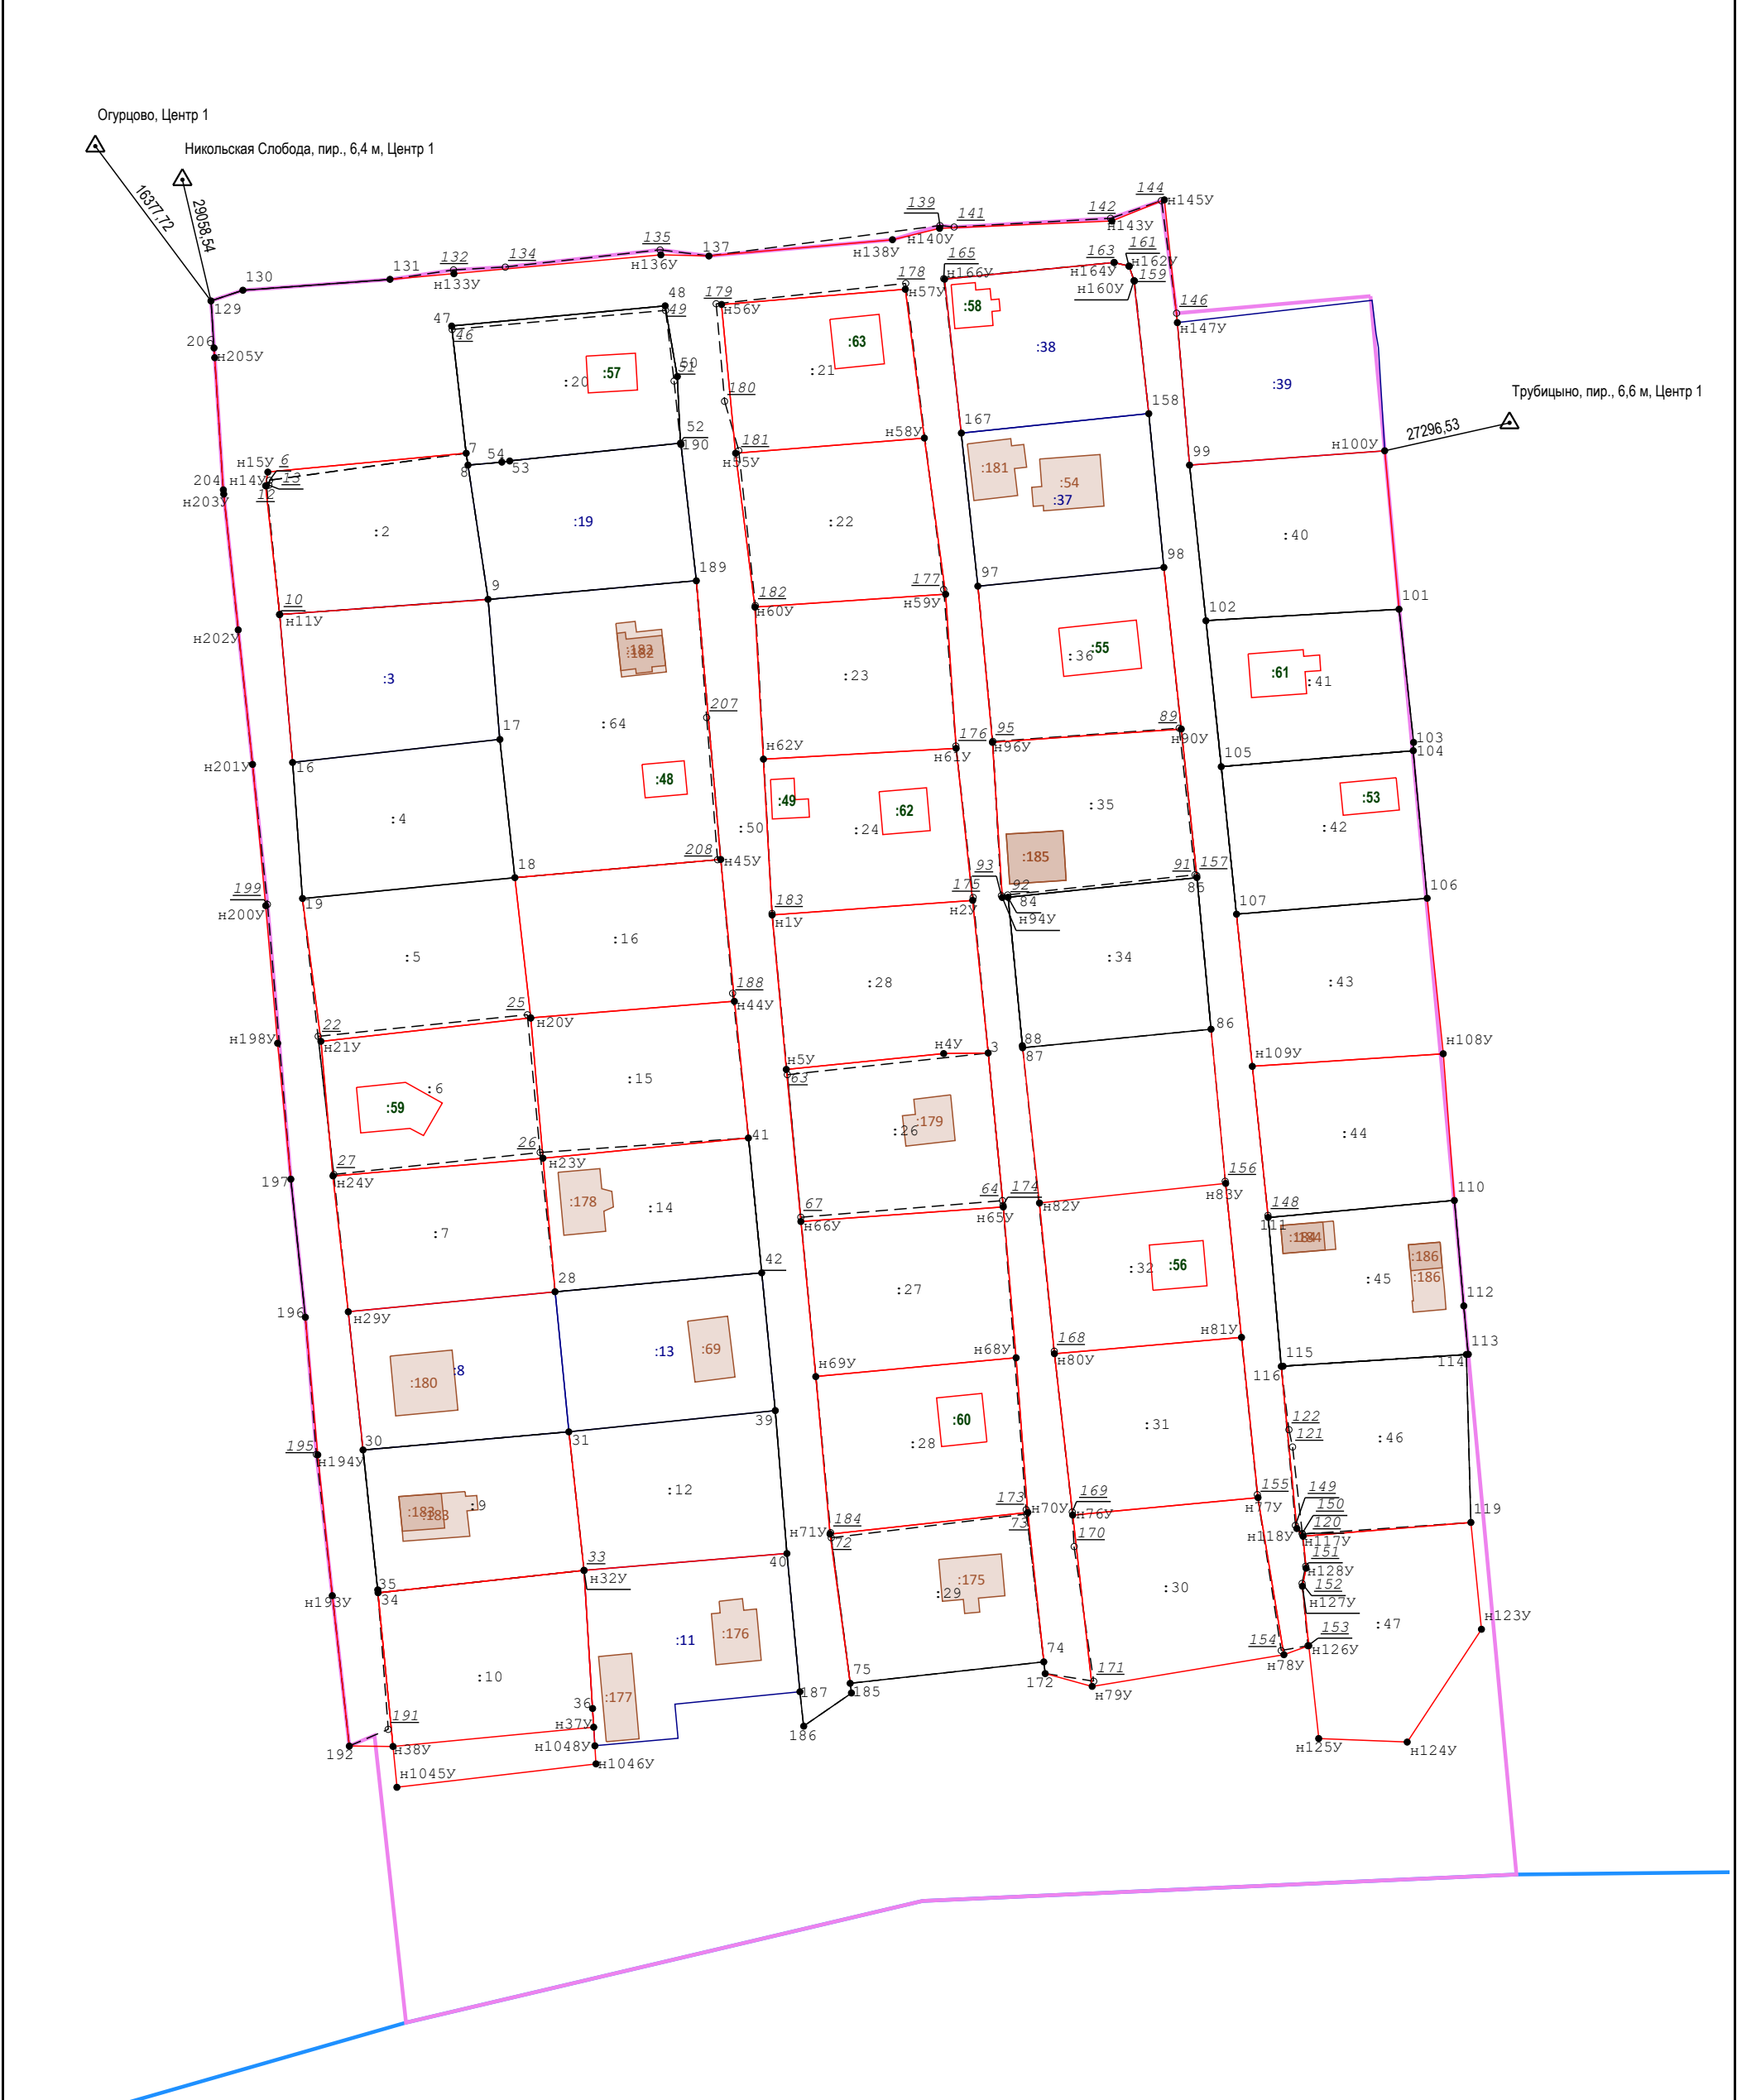 Огурцово, Центр 1
Никольская Слобода, пир., 6,4 м, Центр 1
16377,72
29058,54
144
н145У
139
141
142
н143У
н140У
н138У
135
137
н136У
134
132
131
130
н133У
129
165
163
161
н162У
н166У
н164У
159
н160У
178
н57У
179
н56У
48
49
47
46
:58
146
н147У
206
н205У
:63
:38
:21
50
51
:57
:20
:39
Трубицыно, пир., 6,6 м, Центр 1
27296,53
180
158
52
190
167
н58У
181
н55У
н100У
99
7
54
53
8
н15У
6
13
н14У
12
204
н203У
:181
:54
:37
:2
:19
:22
:40
98
97
189
9
177
н59У
182
н60У
10
н11У
102
101
н202У
:182
:182
:55
:36
:61
:41
:3
:23
:64
207
17
16
н201У
н62У
176
н61У
95
н96У
89
н90У
103
104
105
:48
:49
:62
:50
:24
:35
:53
:42
:4
208
н45У
18
:185
93
92
84
н94У
91
157
85
19
199
н200У
183
н1У
175
н2У
107
106
:5
:16
:28
:34
:43
188
н44У
25
н20У
22
н21У
н198У
88
87
86
н5У
63
н4У
3
н109У
н108У
:6
:59
:15
:179
:26
:44
41
26
н23У
27
н24У
197
64
174
н65У
67
н66У
156
н83У
н82У
148
111
110
:178
:14
:7
:184
:184
:186
:186
:45
42
28
н29У
196
:27
:56
:32
112
113
114
115
116
н81У
168
н80У
н68У
н69У
:13
:69
:8
:180
39
31
30
195
н194У
:60
:28
:31
122
121
:46
:12
:9
:183
:183
184
н71У
72
173
н70У
73
169
н76У
170
155
н77У
149
150
120
н118У
н117У
119
40
33
н32У
35
34
н193У
:175
:29
:30
151
н128У
152
н127У
:47
н123У
153
н126У
154
н78У
:176
:11
:10
:177
74
75
172
171
н79У
185
187
186
36
н37У
н1048У
н1046У
191
192
н38У
н1045У
н125У
н124У